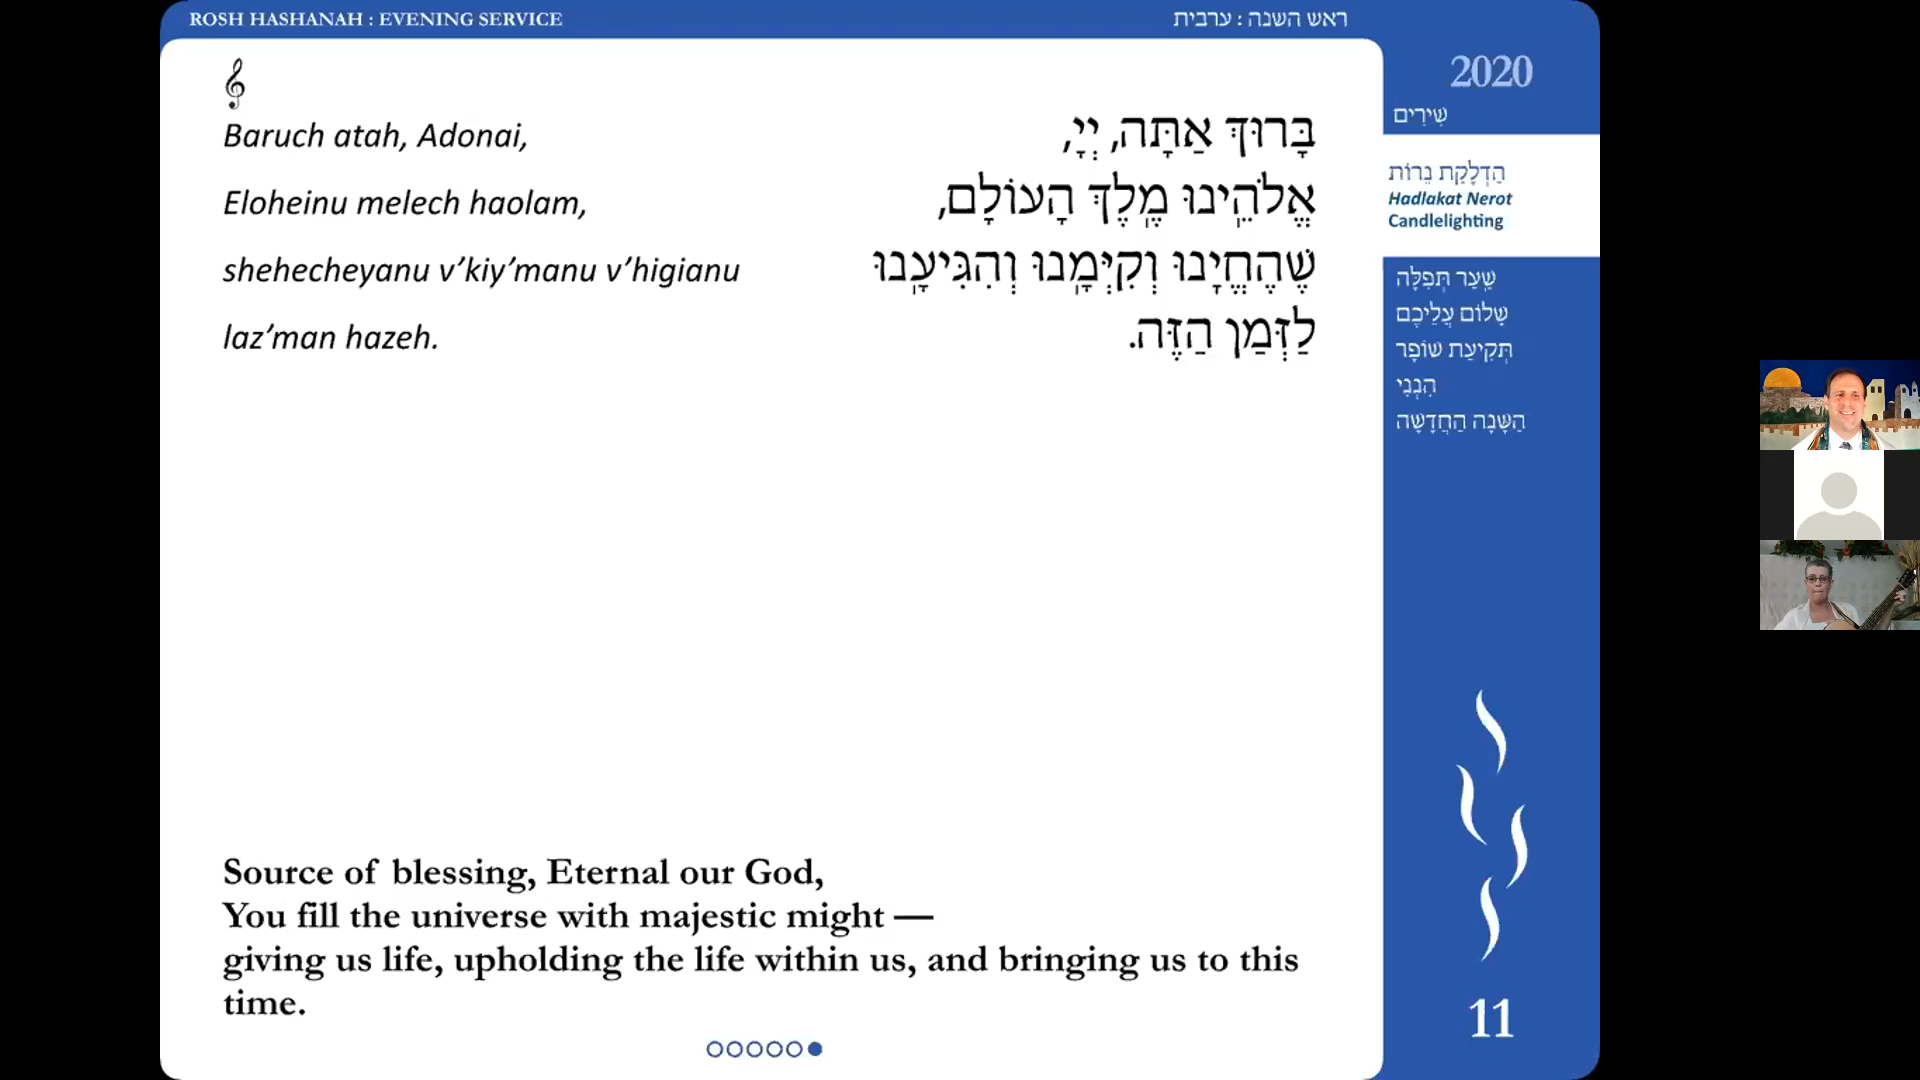 ROSH HASHANAH : EVENING SERVICE
ראש השנה : ערבית
Baruch atah, Adonai,
Eloheinu melech haolam,
shehecheyanu v’kiy’manu v’higianu
laz’man hazeh.
בָּרוּךְ אַתָּה, יְיָ,
אֱלֹהֵֽינוּ מֶֽלֶךְ הָעוֹלָם,
שֶׁהֶחֱיָֽנוּ וְקִיְּמָֽנוּ וְהִגִּיעָֽנוּ
לַזְּמַן הַזֶּה.
Source of blessing, Eternal our God,
You fill the universe with majestic might —
giving us life, upholding the life within us, and bringing us to this
time.
2020
שִׁירִים
הַדְלָקַת נֵרוֹת
Hadlakat Nerot
Candlelighting
שַֽׁעַר תְּפִלָּה
שָׁלוֹם עֲלֵיכֶם
תְּקִיעַת שׁוֹפָר
הִנְנִי
הַשָּׁנָה הַחֲדָשָׁה
11